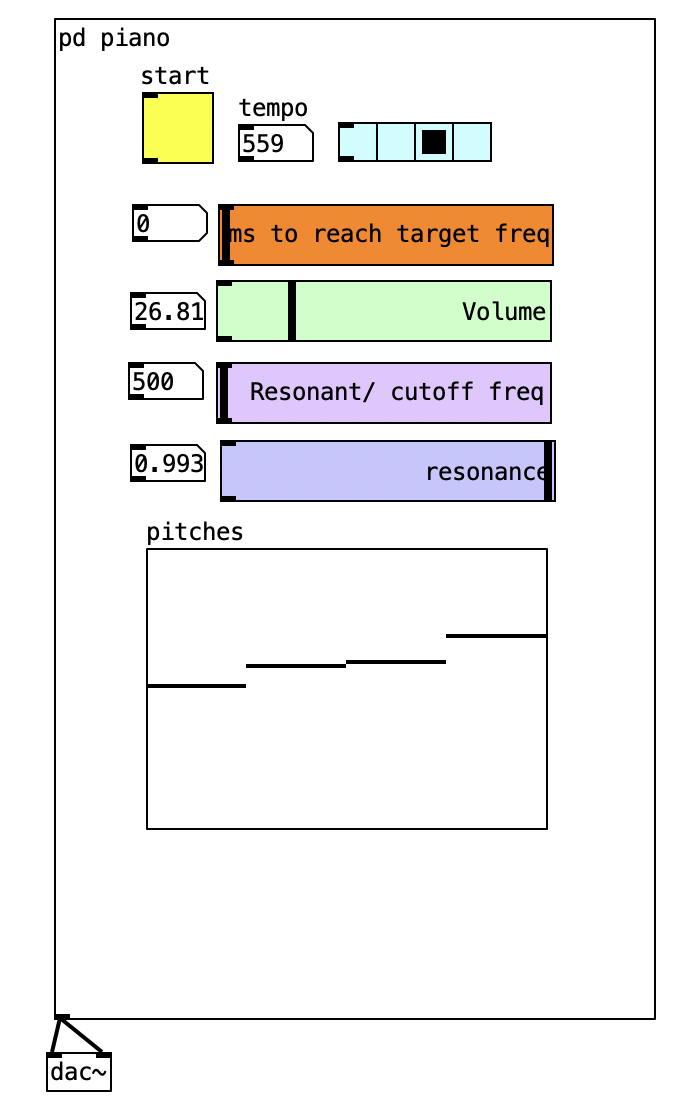 pd piano
start
tempo
559
0
ms to reach target freq
26.81
Volume
500
Resonant/ cutoff freq
0.993
resonance
pitches
dac~